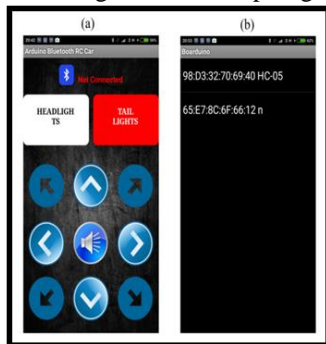 (a)
(b)
Arduino Bluetooth RC Car
Boarduino
Not Connected
HEADLIGH
TS
TAIL
LIGHTS
98:D3:32:70:69:40 HC-05
65:E7:8C:6F:66:12 n